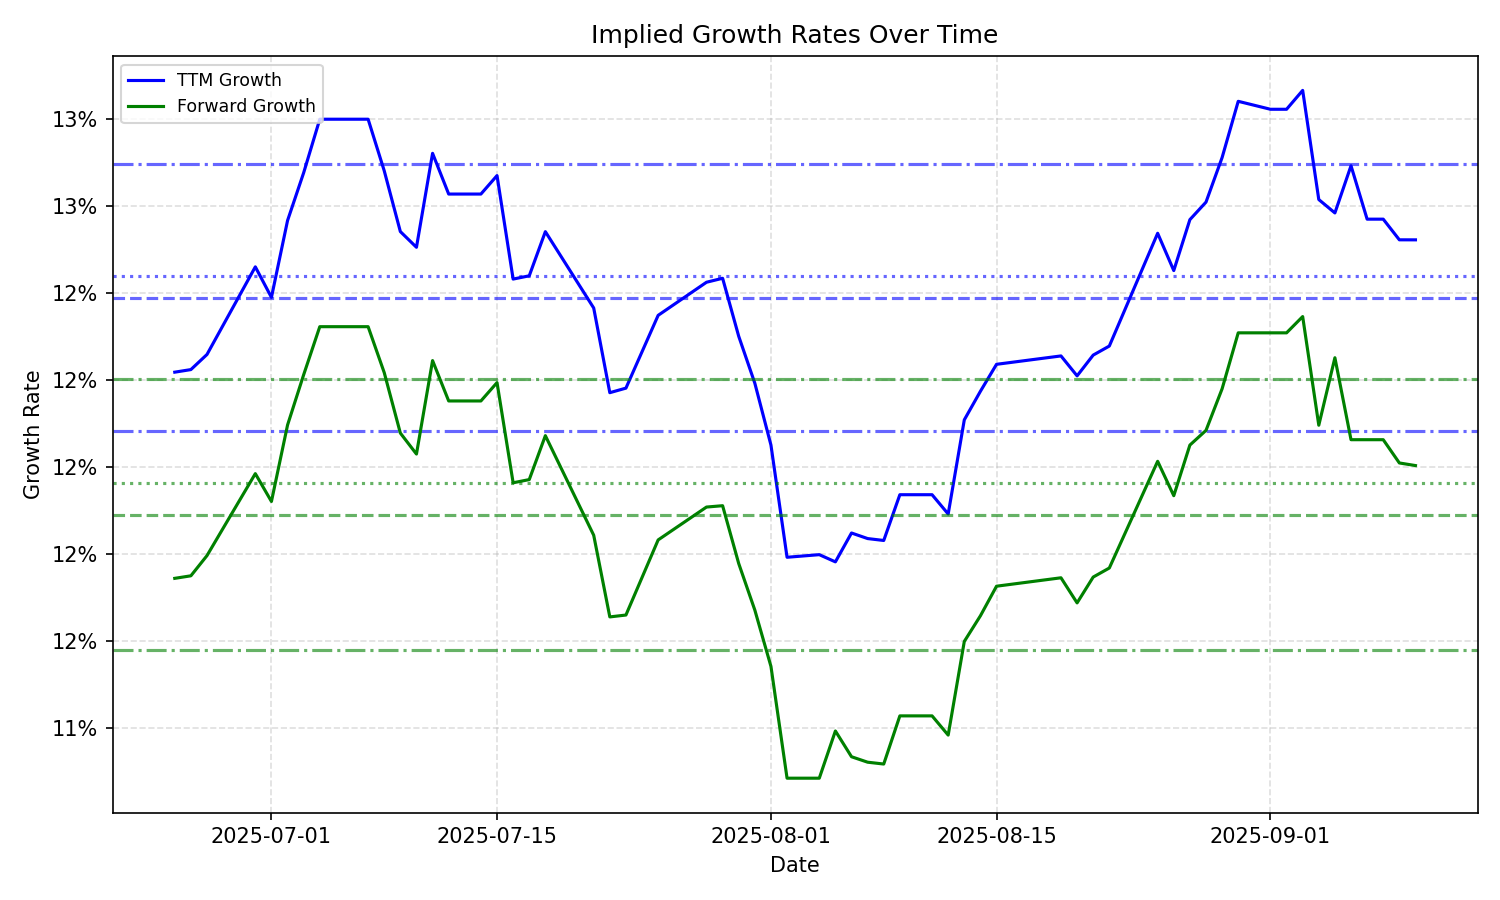 Implied Growth Rates Over Time
TTM Growth
Forward Growth
13%
13%
12%
12%
12%
12%
12%
11%
Growth Rate
2025-07-01
2025-07-15
2025-08-01
2025-08-15
2025-09-01
Date